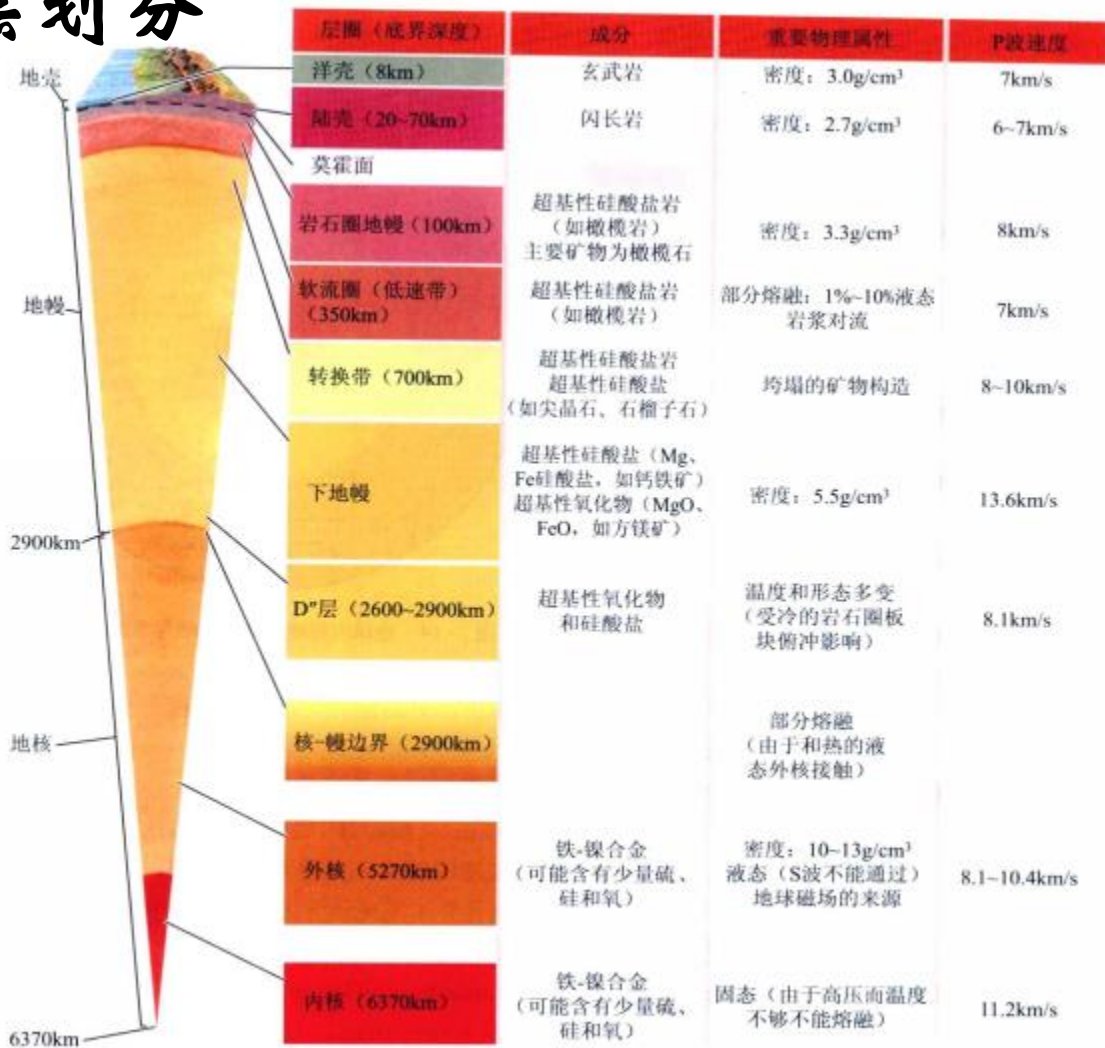 划分
层圈（底界深度）
成分
重要物理属性
P波速度
地壳
洋壳（8km）
玄武岩
密度：3.0g/cm³
7km/s
陆壳（20~70km）
闪长岩
密度：2.7g/cm³
6~7km/s
莫霍面
岩石圈地幔（100km）
超基性硅酸盐岩
（如橄榄岩）
主要矿物为橄榄石
密度：3.3g/cm³
8km/s
地幔
软流圈（低速带）
（350km）
超基性硅酸盐岩
（如橄榄岩）
部分熔融：1%~10%液态
岩浆对流
7km/s
转换带（700km）
超基性硅酸盐岩
超基性硅酸盐
（如尖晶石、石榴子石）
垮塌的矿物构造
8~10km/s
下地幔
超基性硅酸盐（Mg、
Fe硅酸盐，如钙铁矿）
超基性氧化物（MgO、
FeO，如方镁矿）
密度：5.5g/cm³
13.6km/s
2900km
D"层（2600~2900km）
超基性氧化物
和硅酸盐
温度和形态多变
（受冷的岩石圈板
块俯冲影响）
8.1km/s
地核
核-幔边界（2900km）
部分熔融
（由于和热的液
态外核接触）
外核（5270km）
铁-镍合金
（可能含有少量硫、
硅和氧）
密度：10~13g/cm³
液态（S波不能通过）
地球磁场的来源
8.1~10.4km/s
内核（6370km）
铁-镍合金
（可能含有少量硫、
硅和氧）
固态（由于高压而温度
不够不能熔融）
11.2km/s
6370km